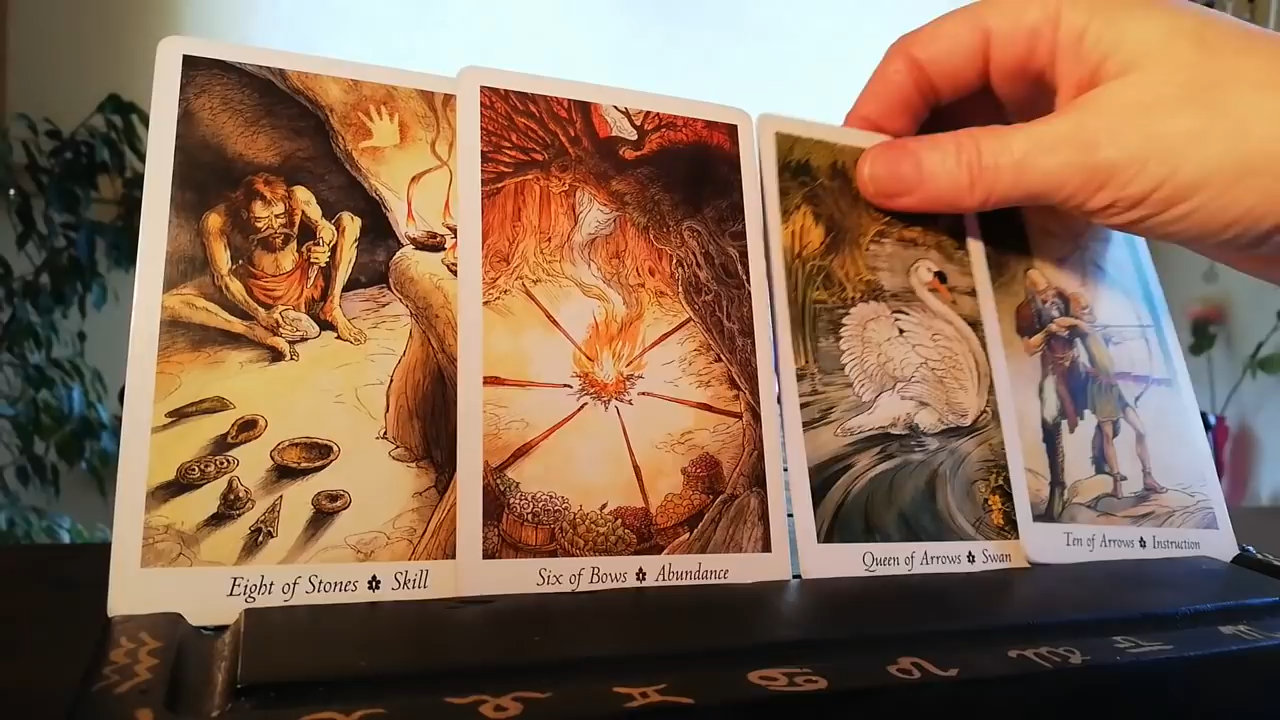 Eight of Stones Skill
Six of Bows Abundance
Queen of Arrows Swan
Ten of Arrows Instruction